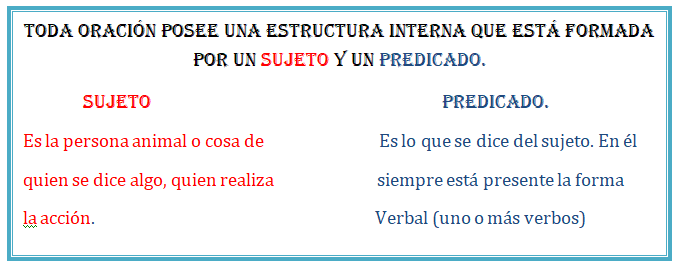 TODA ORACIÓN POSEE UNA ESTRUCTURA INTERNA QUE ESTÁ FORMADA
POR UN SUJETO Y UN PREDICADO.
SUJETO PREDICADO.
Es la persona animal o cosa de Es lo que se dice del sujeto. En él
quien se dice algo, quien realiza siempre está presente la forma
la acción. Verbal (uno o más verbos)